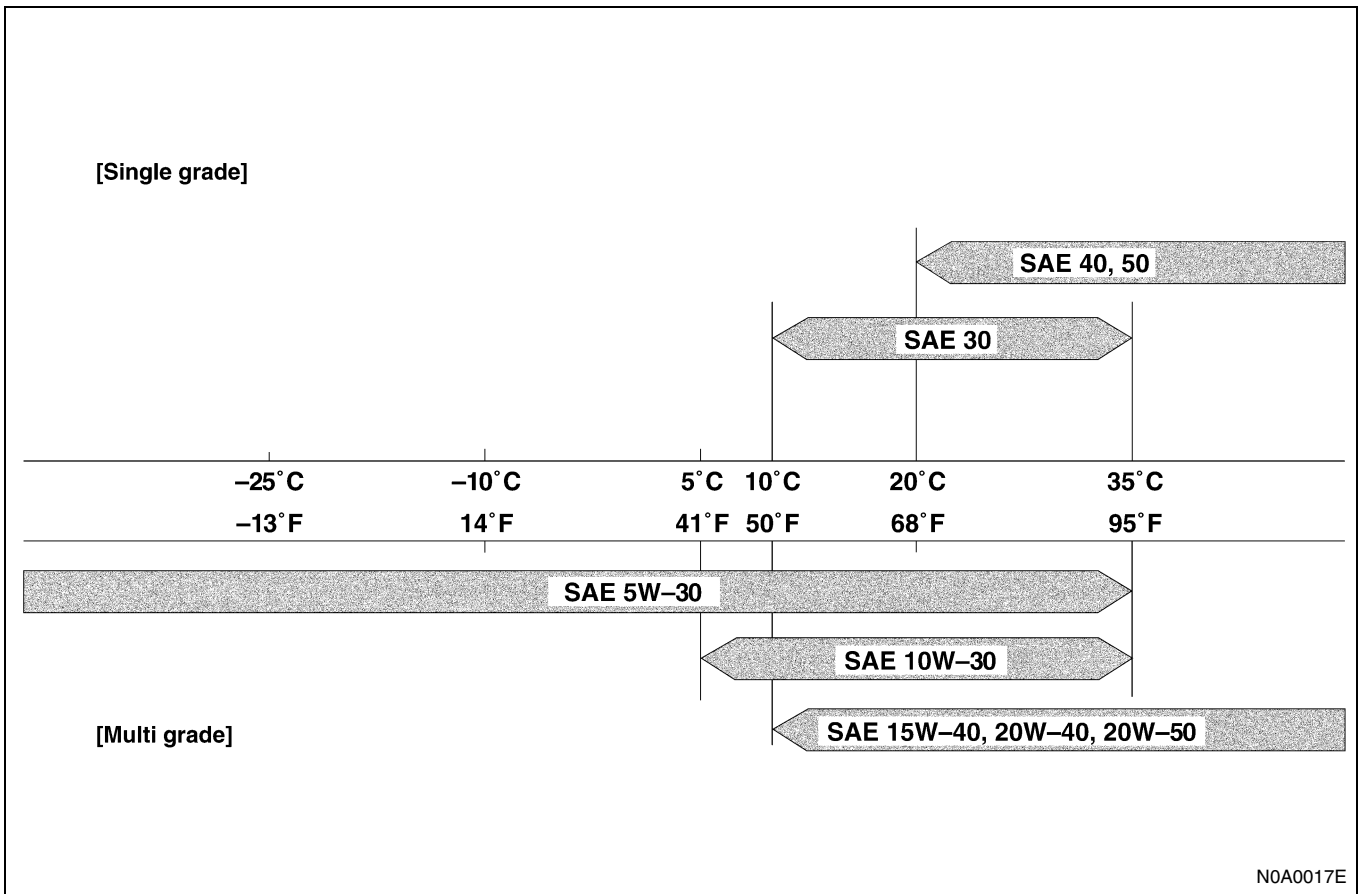 [Single grade]
SAE 40, 50
SAE 30
–25˚C –10˚C 5˚C 10˚C 20˚C 35˚C
–13˚F 14˚F 41˚F 50˚F 68˚F 95˚F
SAE 5W–30
SAE 10W–30
[Multi grade] SAE 15W–40, 20W–40, 20W–50
N0A0017E